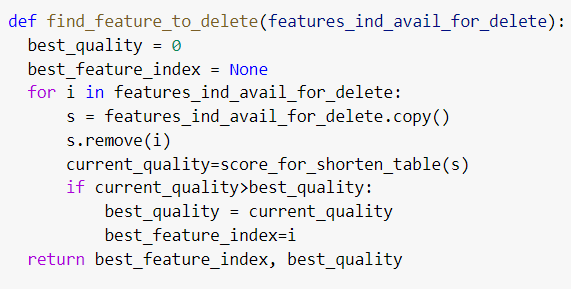 def find_feature_to_delete(features_ind_avail_for_delete):
  best_quality = 0
  best_feature_index = None
  for i in features_ind_avail_for_delete:
      s = features_ind_avail_for_delete.copy()
      s.remove(i)
      current_quality=score_for_shorten_table(s)
      if current_quality>best_quality:
          best_quality = current_quality
          best_feature_index=i
  return best_feature_index, best_quality